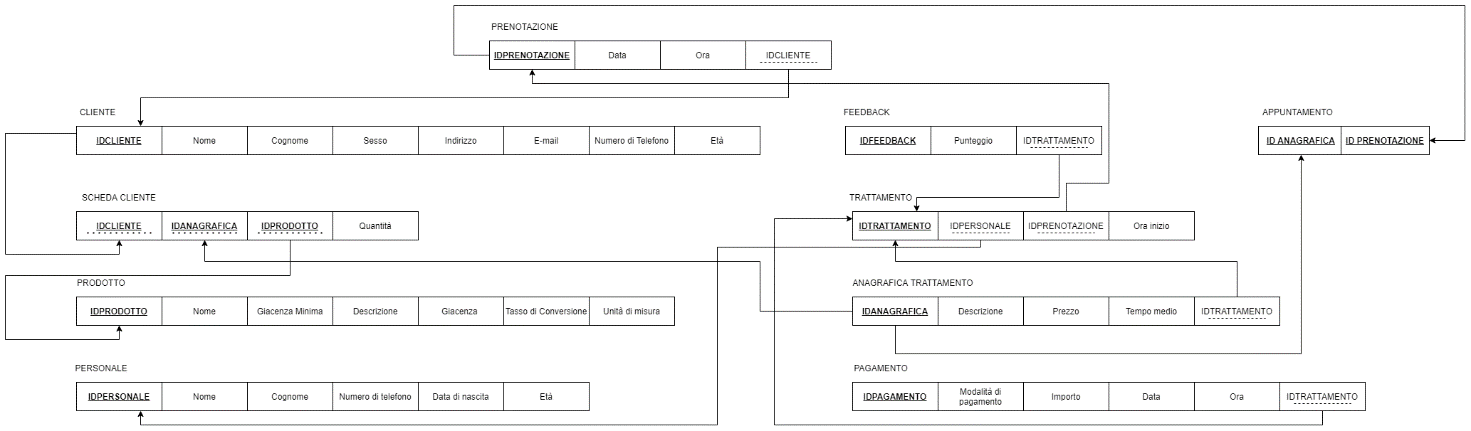 PRENOTAZIONE
IDPRENOTAZIONE Data Ora IDCLIENTE
CLIENTE
IDCLIENTE Nome Cognome Sesso Indirizzo E-mail Numero di Telefono Età
FEEDBACK
IDFEEDBACK Punteggio IDTRATTAMENTO
APPUNTAMENTO
ID ANAGRAFICA ID PRENOTAZIONE
SCHEDA CLIENTE
IDCLIENTE IDANAGRAFICA IDPRODOTTO Quantità
TRATTAMENTO
IDTRATTAMENTO IDPERSONALE IDPRENOTAZIONE Ora inizio
PRODOTTO
IDPRODOTTO Nome Giacenza Minima Descrizione Giacenza Tasso di Conversione Unità di misura
ANAGRAFICA TRATTAMENTO
IDANAGRAFICA Descrizione Prezzo Tempo medio IDTRATTAMENTO
PERSONALE
IDPERSONALE Nome Cognome Numero di telefono Data di nascita Età
PAGAMENTO
IDPAGAMENTO Modalità di
pagamento Importo Data Ora IDTRATTAMENTO